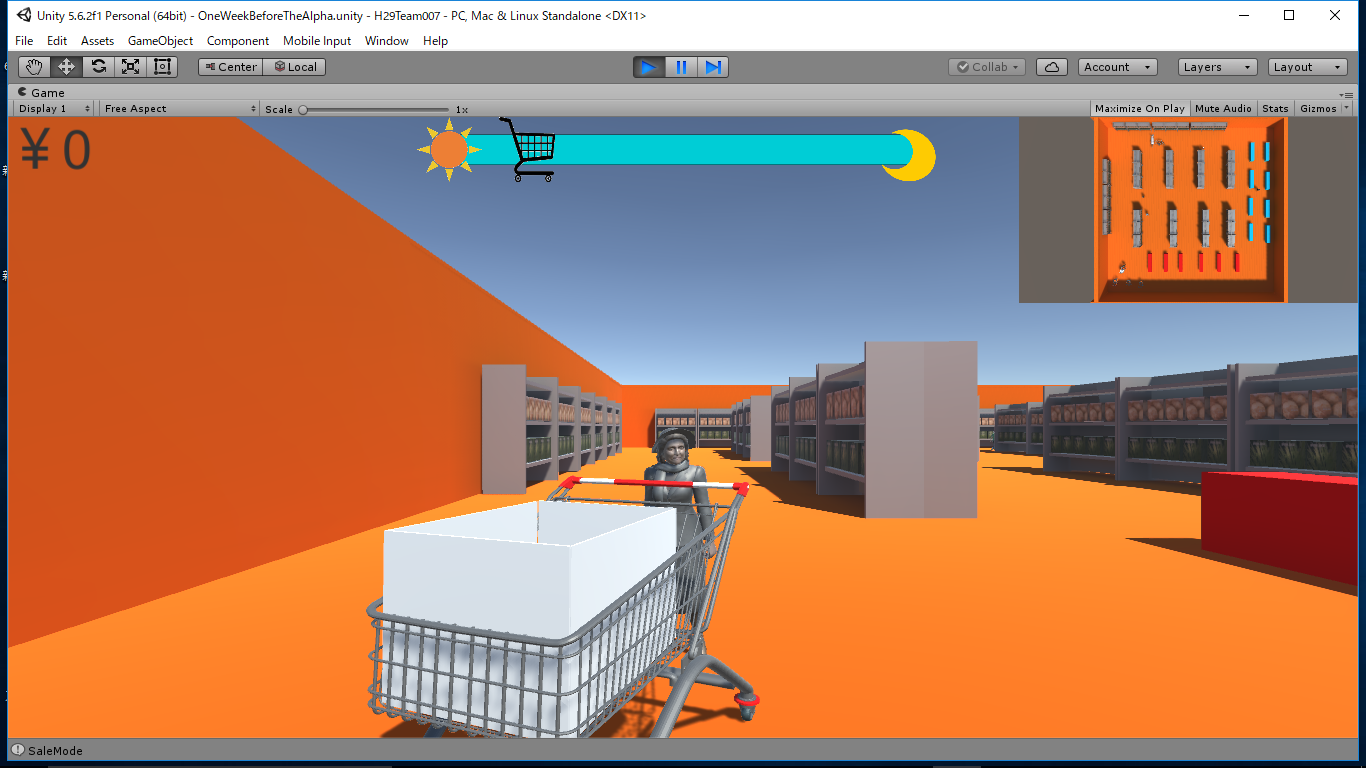 Unity 5.6.2f1 Personal (64bit) - OneWeekBeforeTheAlpha.unity - H29Team007 - PC, Mac & Linux Standalone <DX11>
File Edit Assets GameObject Component Mobile Input Window Help
Center Local Collab Account Layers Layout
Game
Display 1 Free Aspect Scale 1x Maximize On Play Mute Audio Stats Gizmos
¥0
SaleMode